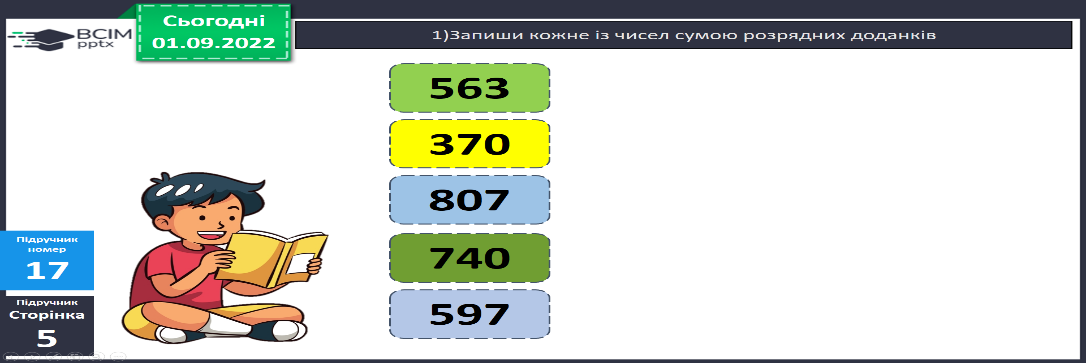 BCIM
pptx
Сьогодні
01.09.2022
1)Запиши кожне із чисел сумою розрядних доданків
563
370
807
740
597
Підручник
номер
17
Підручник
Сторінка
5